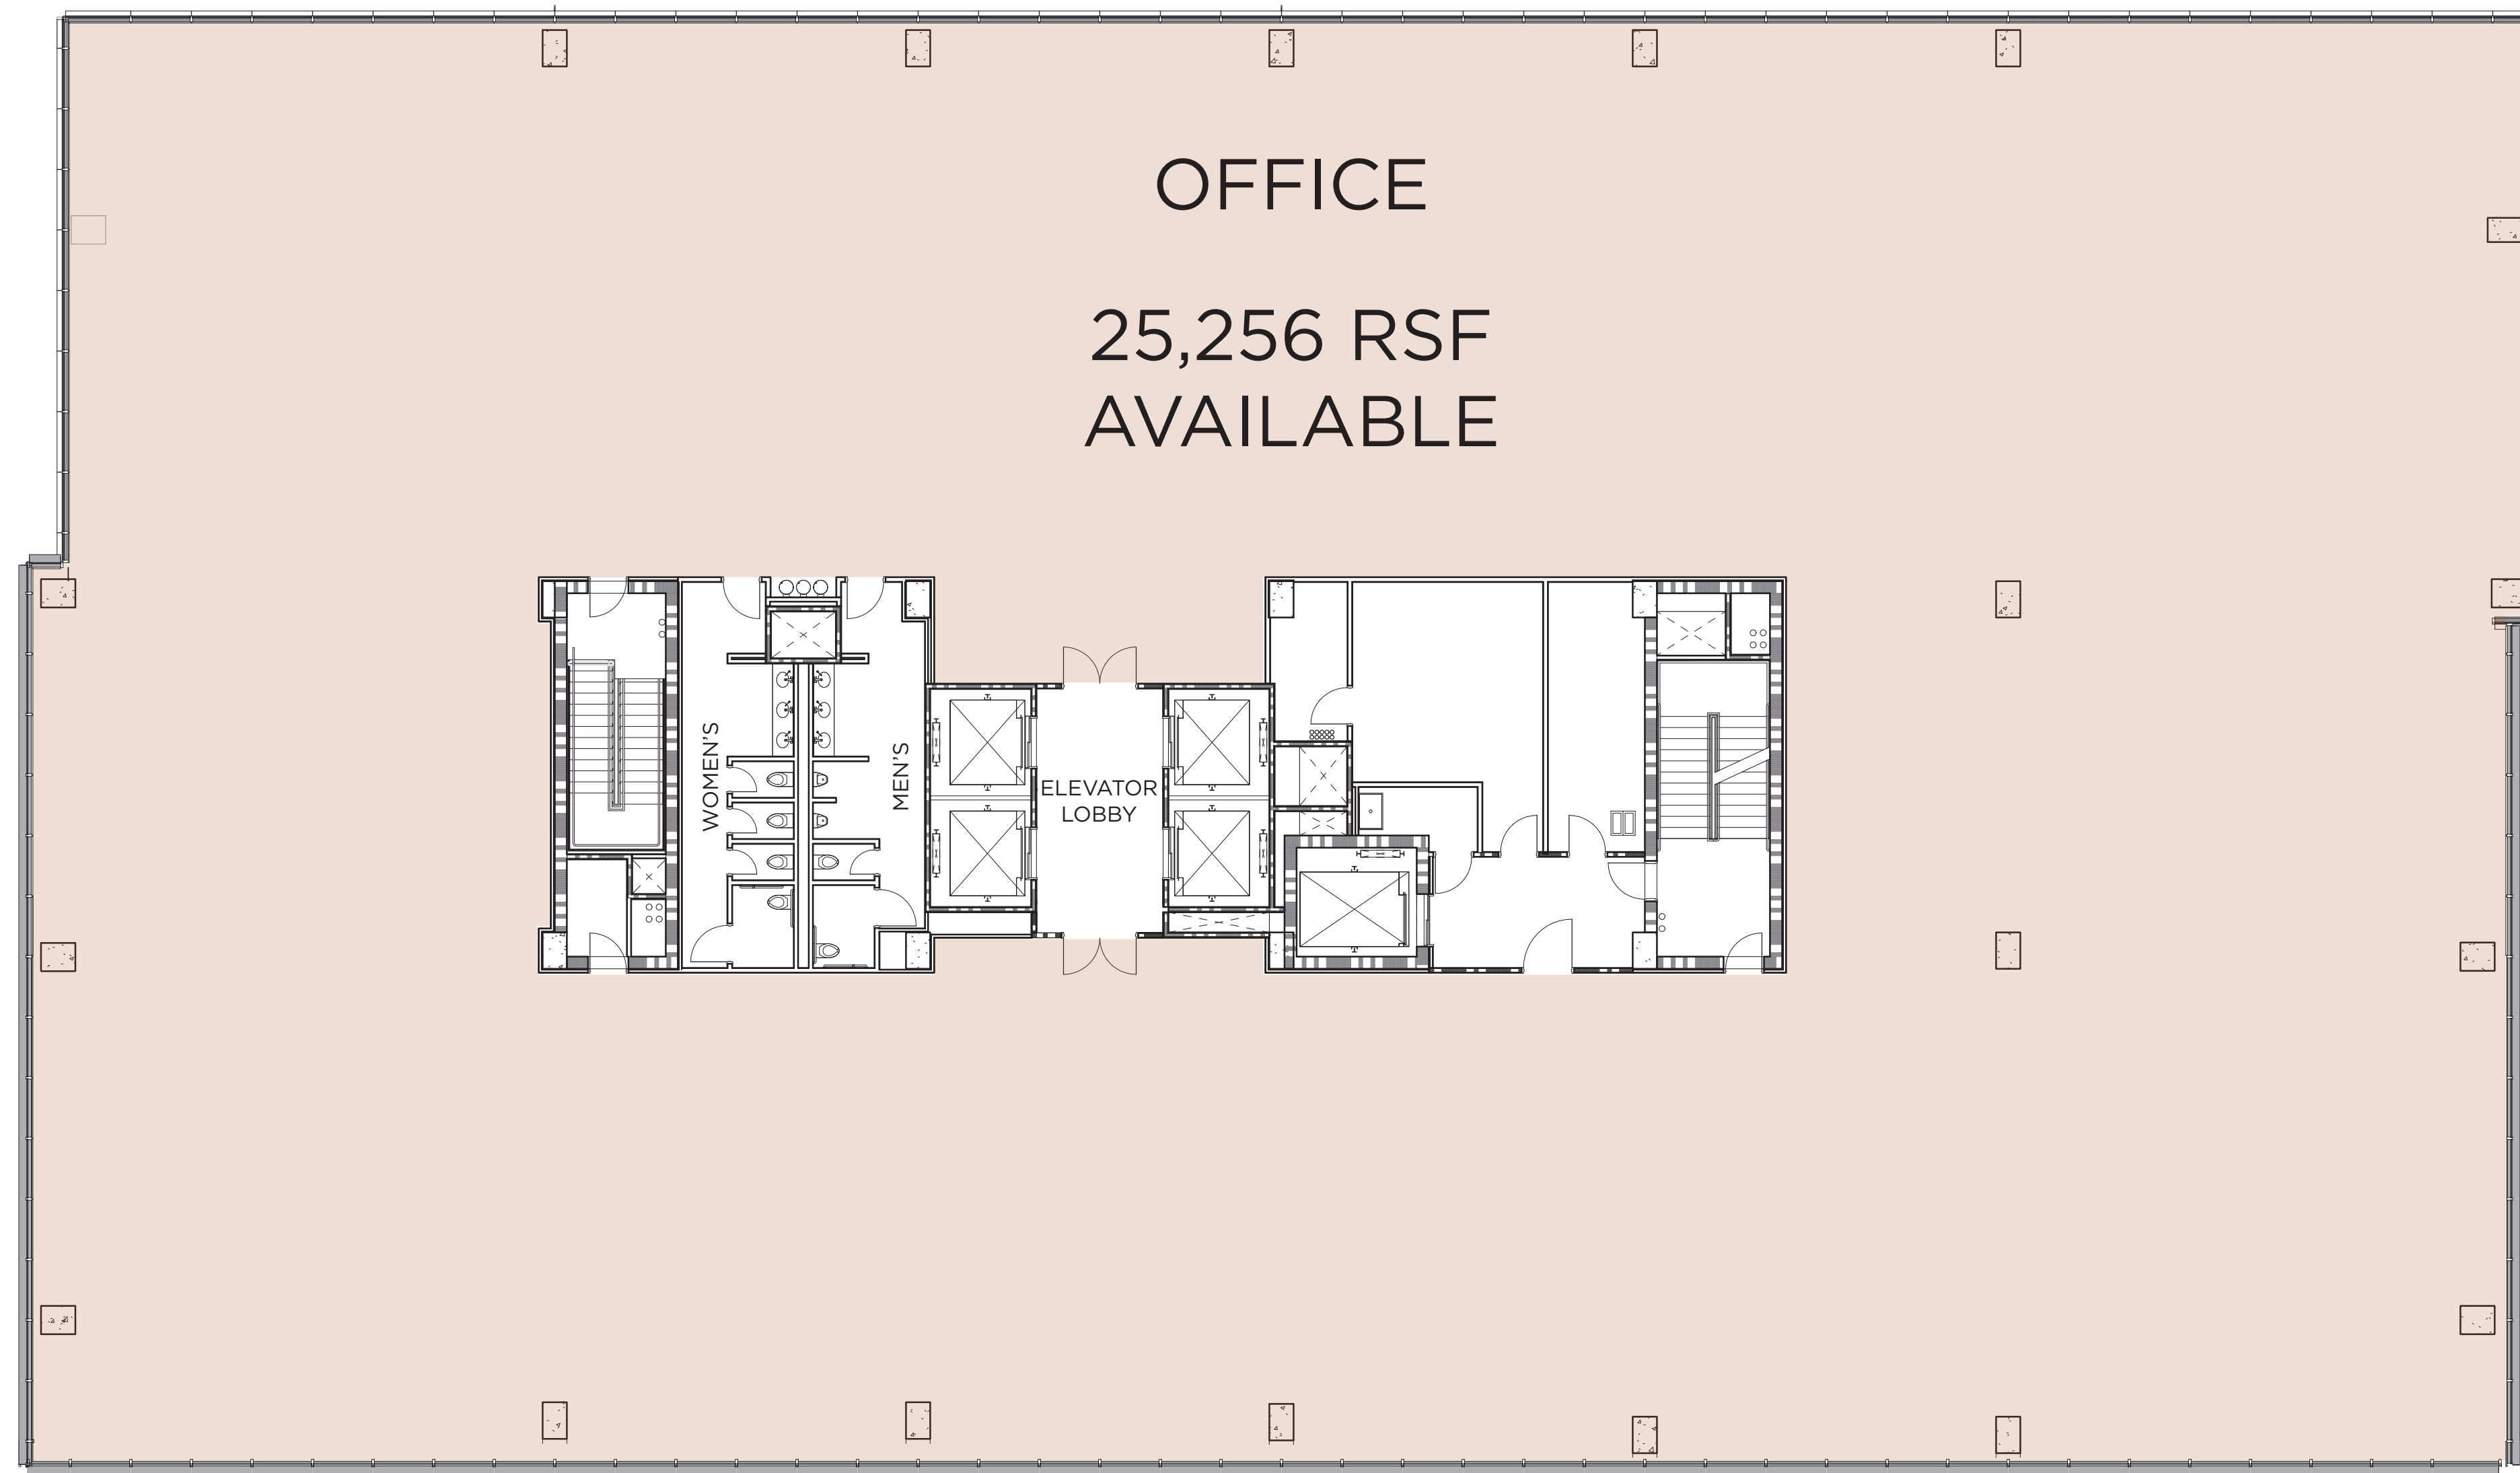 OFFICE
25,256 RSF
AVAILABLE
WOMEN'S
MEN'S
ELEVATOR
LOBBY